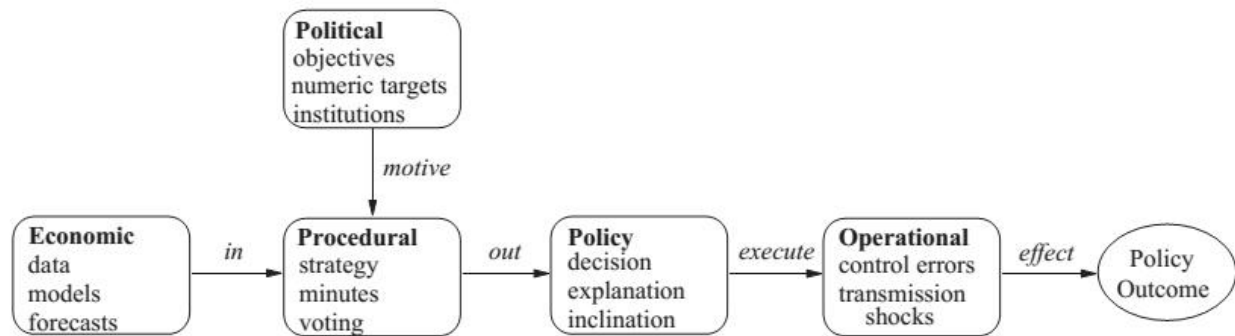 Political
objectives
numeric targets
institutions
motive
Economic
data
models
forecasts
in
Procedural
strategy
minutes
voting
out
Policy
decision
explanation
inclination
execute
Operational
control errors
transmission
shocks
effect
Policy
Outcome